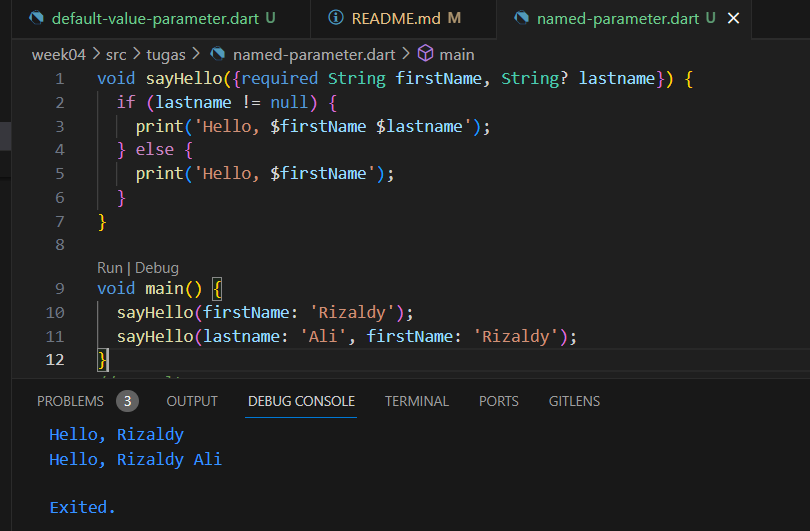 default-value-parameter.dart U README.md M named-parameter.dart U
week04 > src > tugas > named-parameter.dart > main
1 void sayHello({required String firstName, String? lastname}) {
2 if (lastname != null) {
3 print('Hello, $firstName $lastname');
4 } else {
5 print('Hello, $firstName');
6 }
7 }
8
Run | Debug
9 void main() {
10 sayHello(firstName: 'Rizaldy');
11 sayHello(lastname: 'Ali', firstName: 'Rizaldy');
12 }
PROBLEMS 3 OUTPUT DEBUG CONSOLE TERMINAL PORTS GITLENS
Hello, Rizaldy
Hello, Rizaldy Ali
Exited.